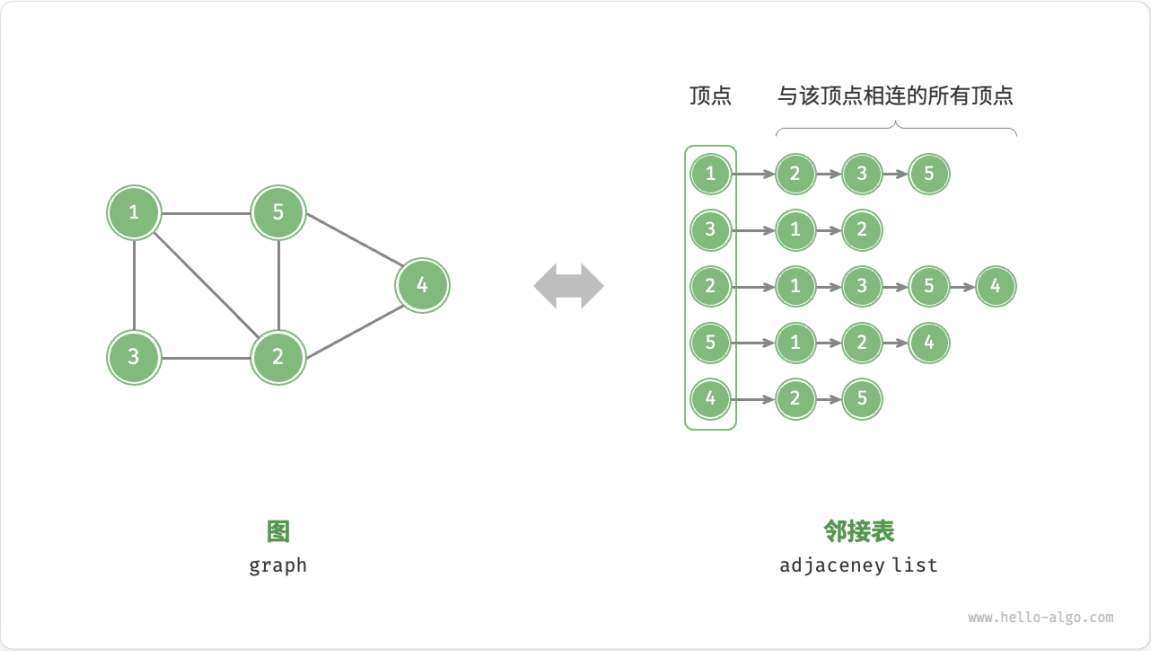 顶点 与该顶点相连的所有顶点
1 2 3 5
3 1 2
2 1 3 5 4
5 1 2 4
4 2 5
1 5
4
3 2
图 邻接表
graph adjaceney list
www.hello-algo.com